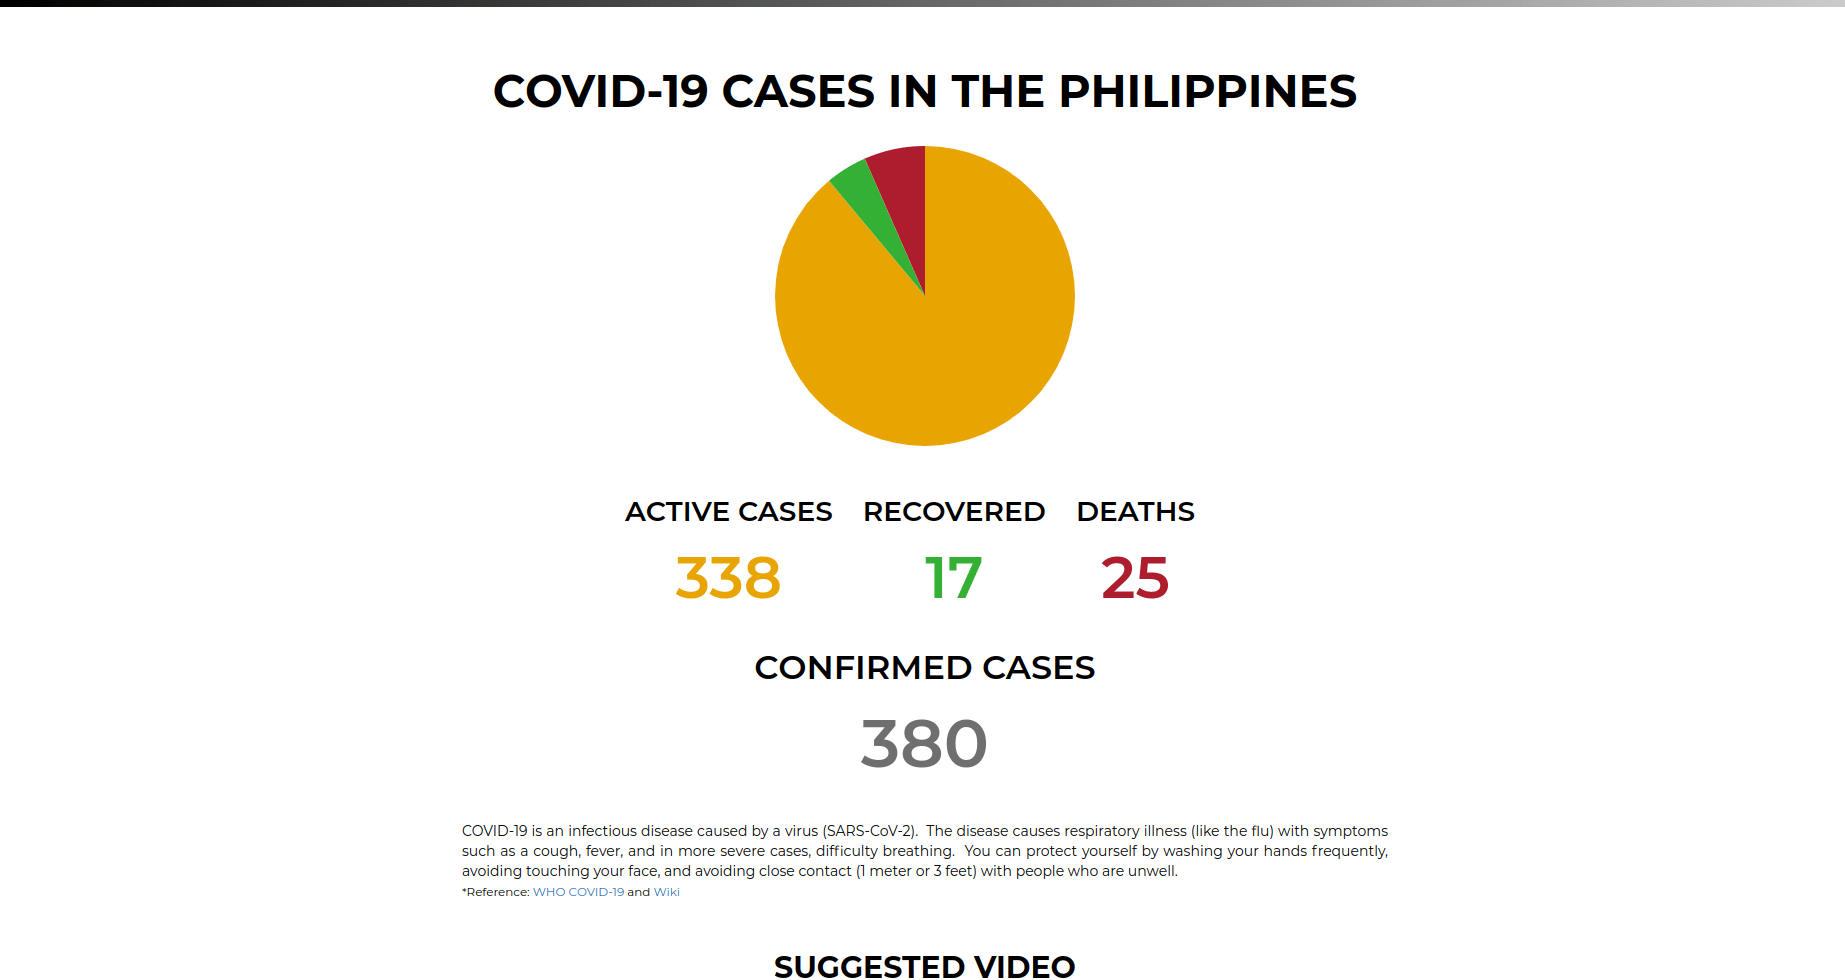 COVID-19 CASES IN THE PHILIPPINES
ACTIVE CASES RECOVERED DEATHS
338 17 25
CONFIRMED CASES
380
COVID-19 is an infectious disease caused by a virus (SARS-CoV-2).  The disease causes respiratory illness (like the flu) with symptoms
such as a cough, fever, and in more severe cases, difficulty breathing.  You can protect yourself by washing your hands frequently,
avoiding touching your face, and avoiding close contact (1 meter or 3 feet) with people who are unwell.
*Reference: WHO COVID-19 and Wiki
SUGGESTED VIDEO